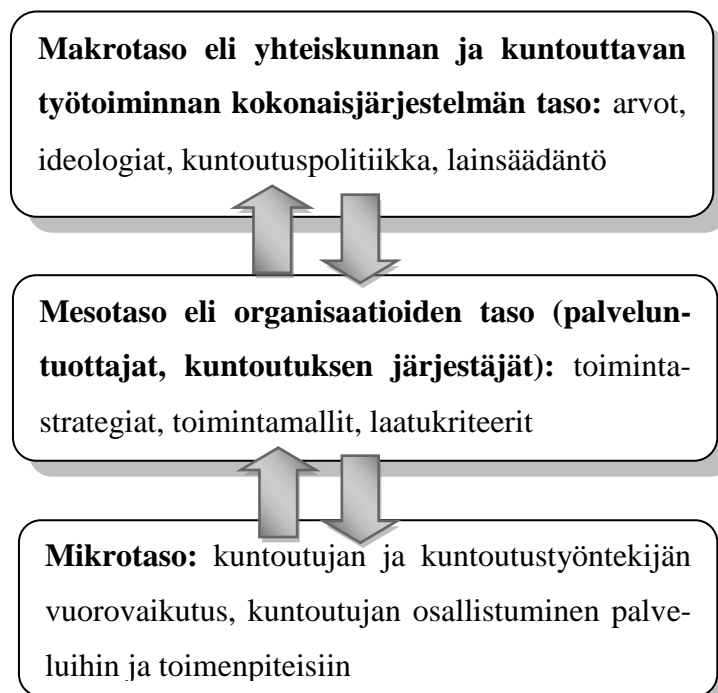 Makrotaso eli yhteiskunnan ja kuntouttavan
työtoiminnan kokonaisjärjestelmän taso: arvot,
ideologiat, kuntoutuspolitiikka, lainsäädäntö
Mesotaso eli organisaatioiden taso (palvelun-
tuottajat, kuntoutuksen järjestäjät): toiminta-
strategiat, toimintamallit, laatukriteerit
Mikrotaso: kuntoutujan ja kuntoutustyöntekijän
vuorovaikutus, kuntoutujan osallistuminen palve-
luihin ja toimenpiteisiin